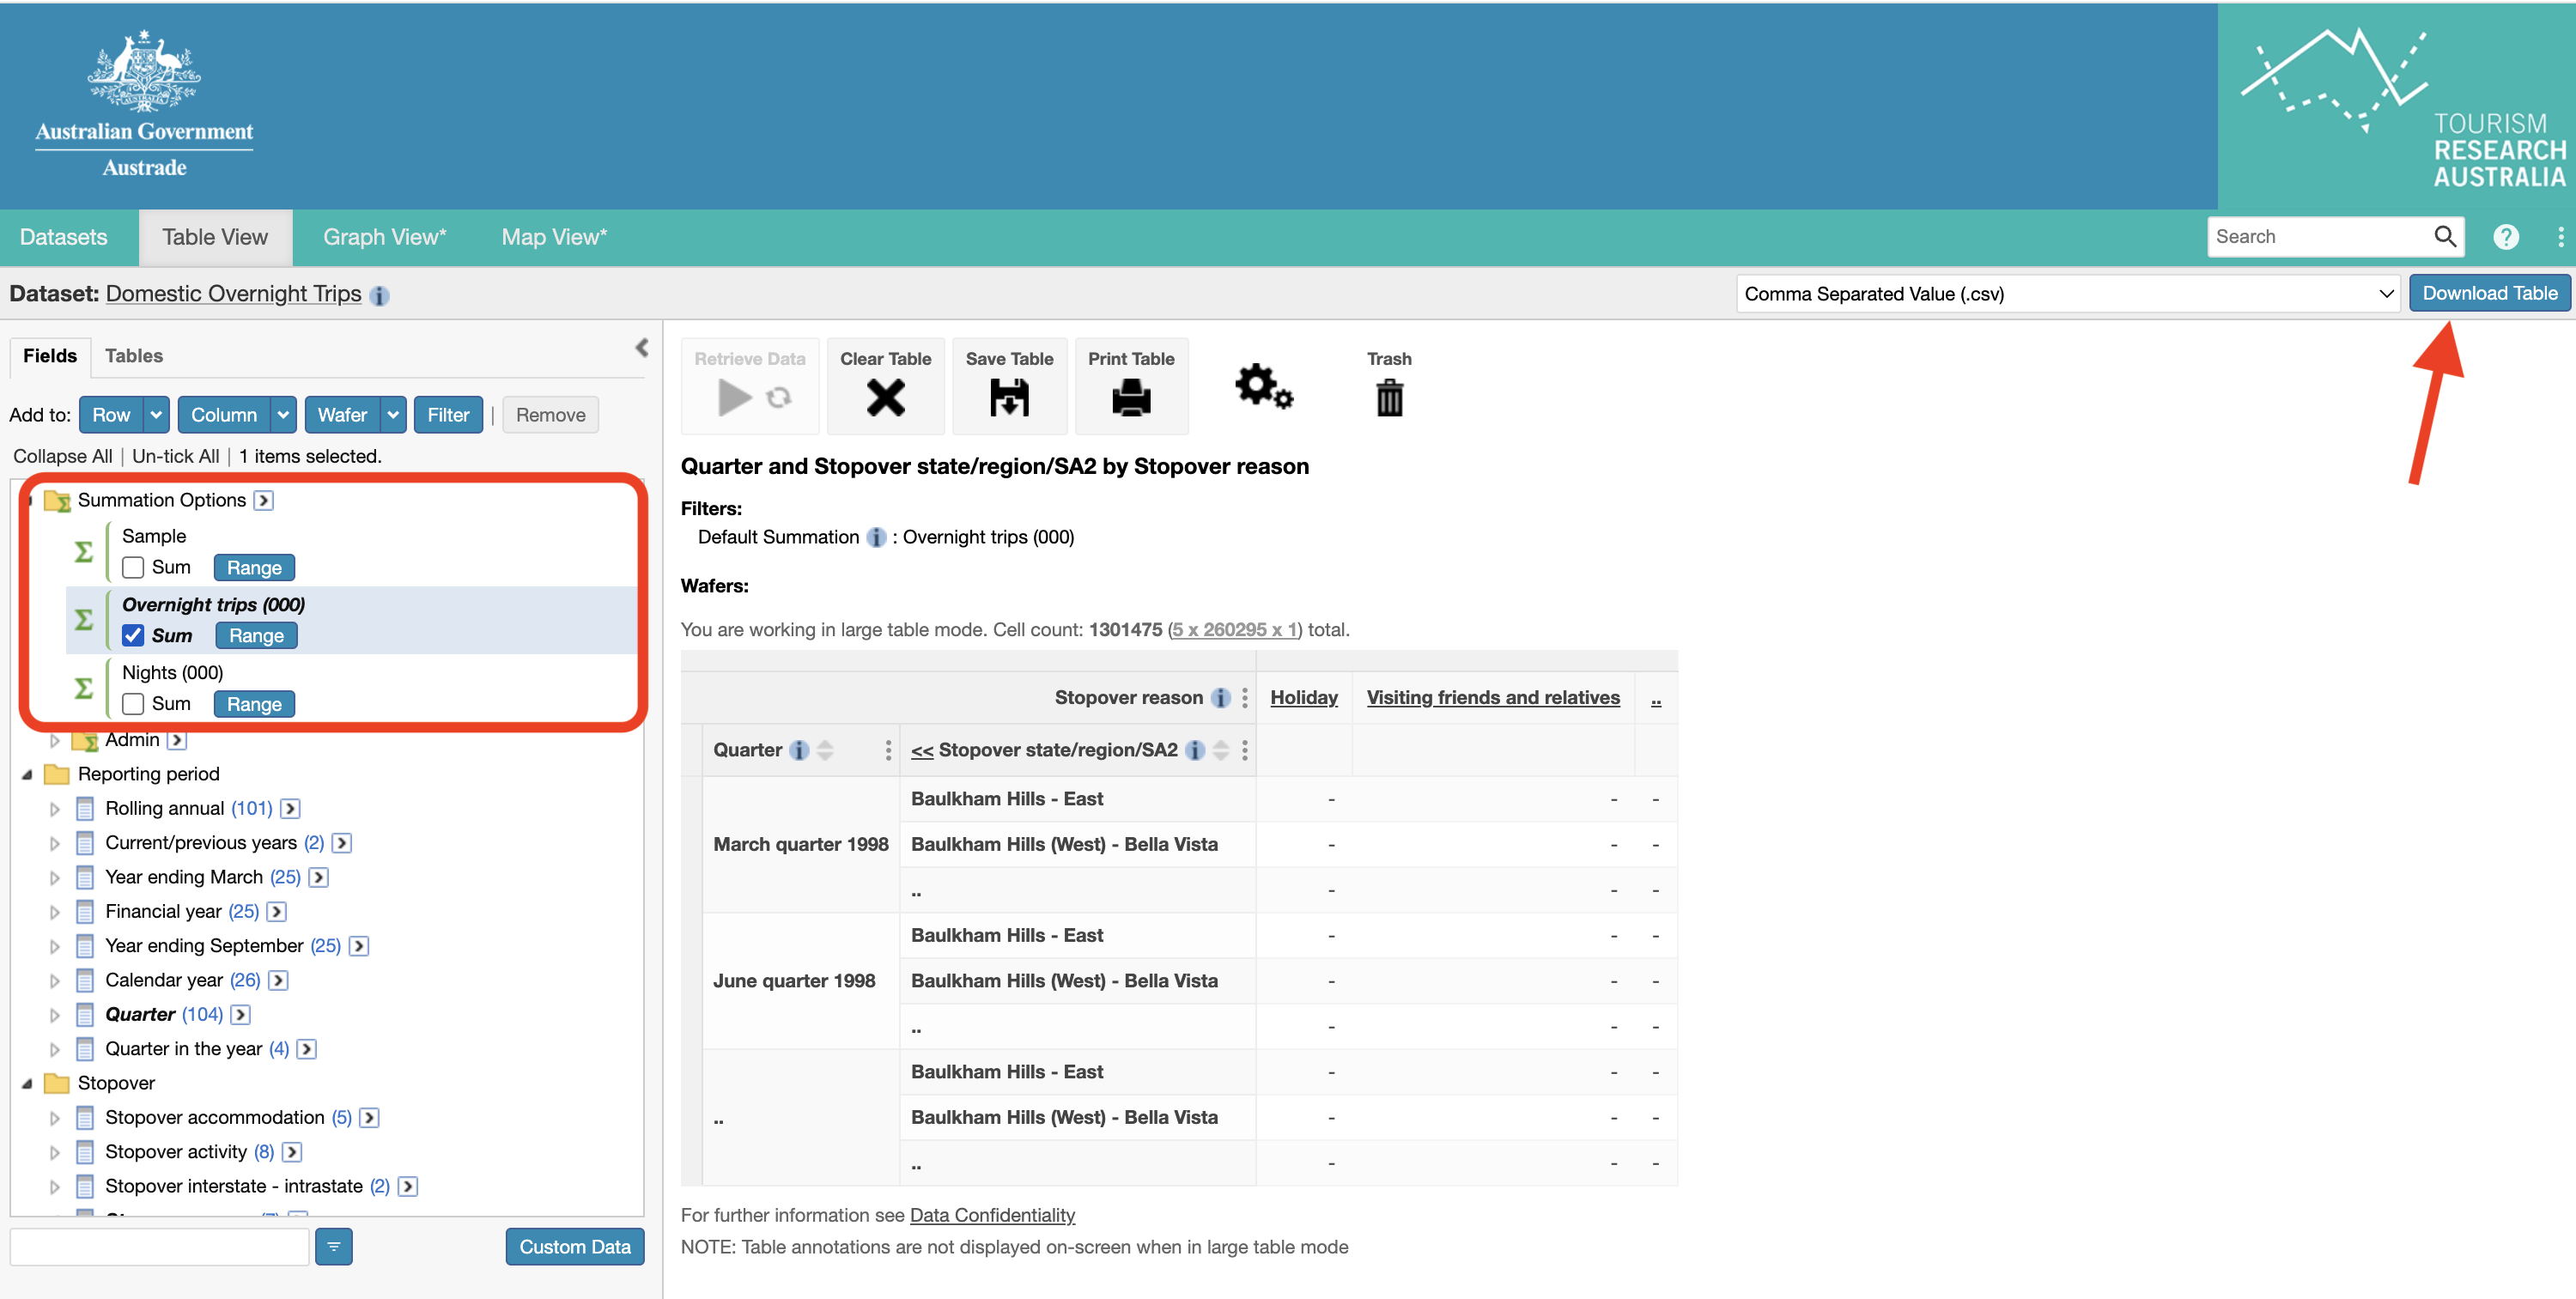 Australian Government
Austrade
TOURISM
RESEARCH
AUSTRALIA
Datasets
Table View
Graph View*
Map View*
Search
?
Dataset: Domestic Overnight Trips i
Comma Separated Value (.csv)
Download Table
Fields
Tables
Add to: Row Column Wafer Filter | Remove
Collapse All | Un-tick All | 1 items selected.
Summation Options
Sample
Sum Range
Overnight trips (000)
Sum Range
Nights (000)
Sum Range
Admin
Reporting period
Rolling annual (101)
Current/previous years (2)
Year ending March (25)
Financial year (25)
Year ending September (25)
Calendar year (26)
Quarter (104)
Quarter in the year (4)
Stopover
Stopover accommodation (5)
Stopover activity (8)
Stopover interstate - intrastate (2)
Custom Data
Retrieve Data
Clear Table
Save Table
Print Table
Trash
Quarter and Stopover state/region/SA2 by Stopover reason
Filters:
Default Summation i : Overnight trips (000)
Wafers:
You are working in large table mode. Cell count: 1301475 (5 x 260295 x 1) total.
Stopover reason i Holiday Visiting friends and relatives ..
Quarter i << Stopover state/region/SA2 i
Baulkham Hills - East - - -
March quarter 1998 Baulkham Hills (West) - Bella Vista - - -
.. - - -
Baulkham Hills - East - - -
June quarter 1998 Baulkham Hills (West) - Bella Vista - - -
.. - - -
Baulkham Hills - East - - -
.. Baulkham Hills (West) - Bella Vista - - -
.. - - -
For further information see Data Confidentiality
NOTE: Table annotations are not displayed on-screen when in large table mode